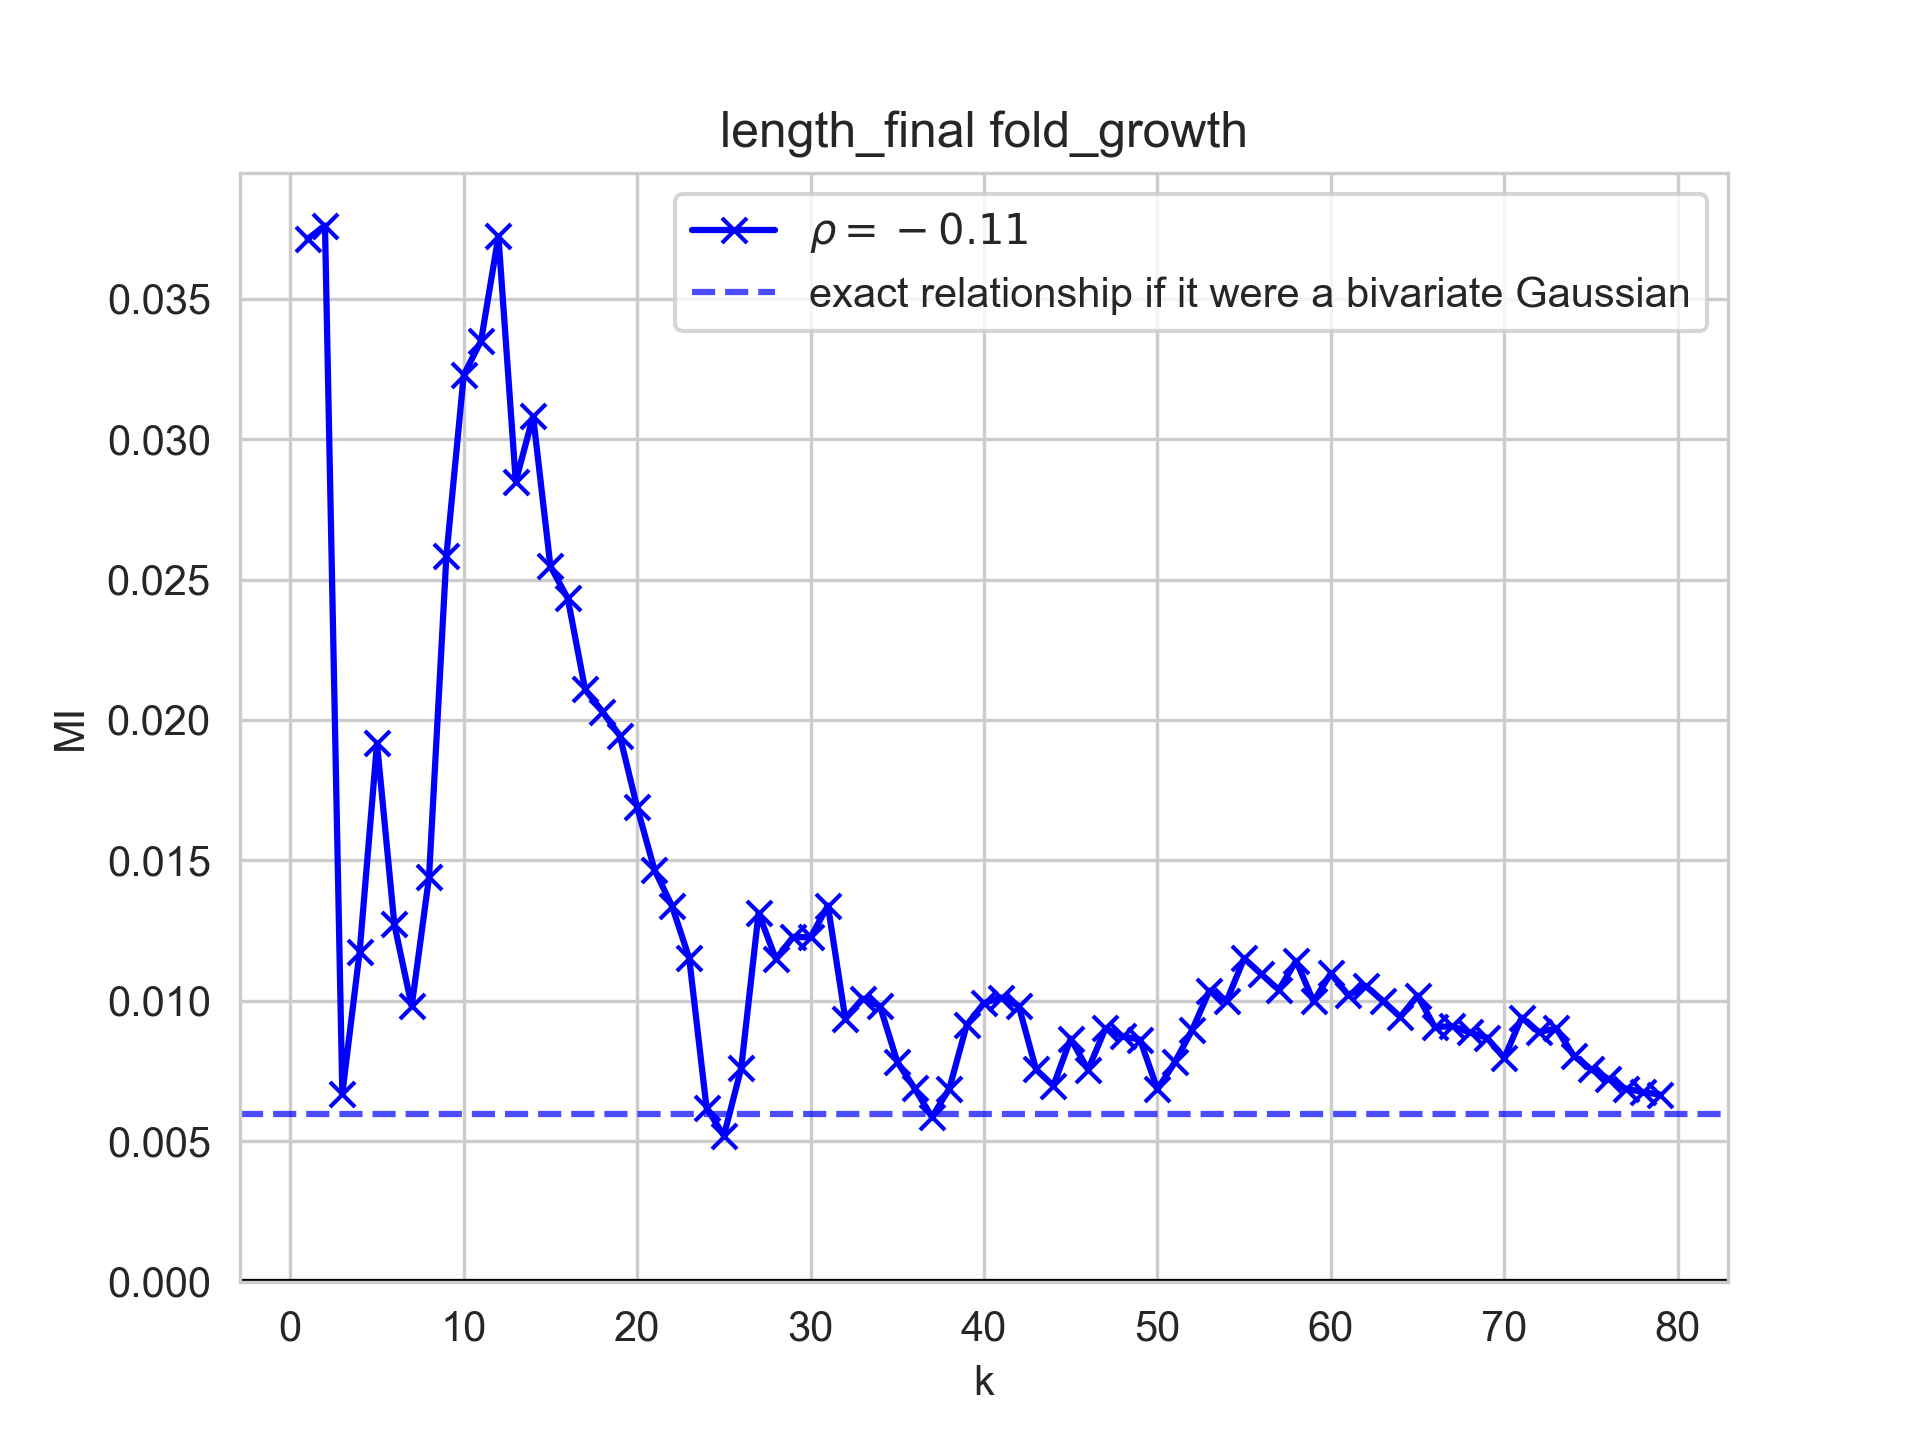 length_final fold_growth
ρ = − 0.11
exact relationship if it were a bivariate Gaussian
MI
0.035
0.030
0.025
0.020
0.015
0.010
0.005
0.000
0 10 20 30 40 50 60 70 80
k